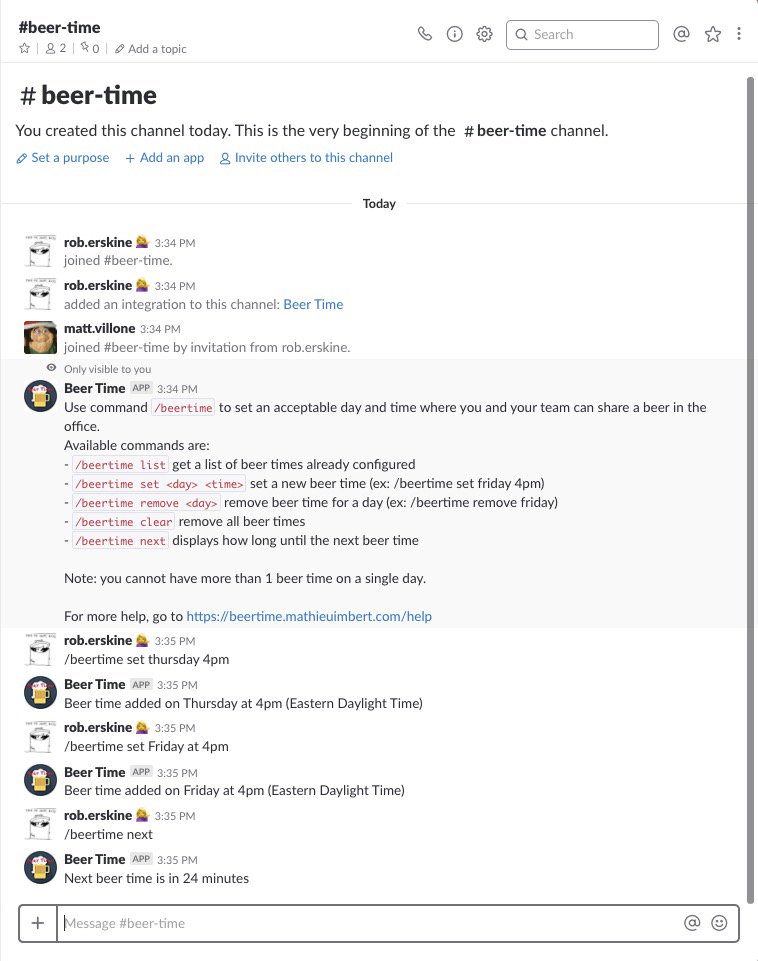 #beer-time
2
0
Add a topic
Search
# beer-time
You created this channel today. This is the very beginning of the # beer-time channel.
Set a purpose
+ Add an app
Invite others to this channel
Today
rob.erskine 3:34 PM
joined #beer-time.
rob.erskine 3:34 PM
added an integration to this channel: Beer Time
matt.villone 3:34 PM
joined #beer-time by invitation from rob.erskine.
Only visible to you
Beer Time APP 3:34 PM
Use command /beertime to set an acceptable day and time where you and your team can share a beer in the
office.
Available commands are:
- /beertime list get a list of beer times already configured
- /beertime set <day> <time> set a new beer time (ex: /beertime set friday 4pm)
- /beertime remove <day> remove beer time for a day (ex: /beertime remove friday)
- /beertime clear remove all beer times
- /beertime next displays how long until the next beer time
Note: you cannot have more than 1 beer time on a single day.
For more help, go to https://beertime.mathieuimbert.com/help
rob.erskine 3:35 PM
/beertime set thursday 4pm
Beer Time APP 3:35 PM
Beer time added on Thursday at 4pm (Eastern Daylight Time)
rob.erskine 3:35 PM
/beertime set Friday at 4pm
Beer Time APP 3:35 PM
Beer time added on Friday at 4pm (Eastern Daylight Time)
rob.erskine 3:35 PM
/beertime next
Beer Time APP 3:35 PM
Next beer time is in 24 minutes
Message #beer-time